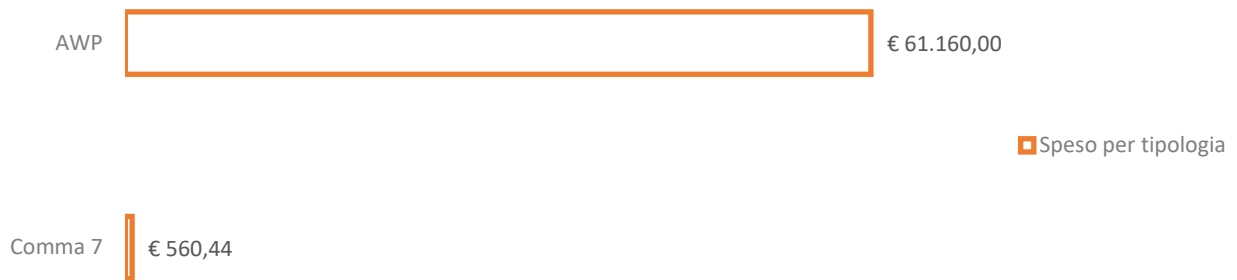 AWP
€ 61.160,00
Speso per tipologia
Comma 7
€ 560,44